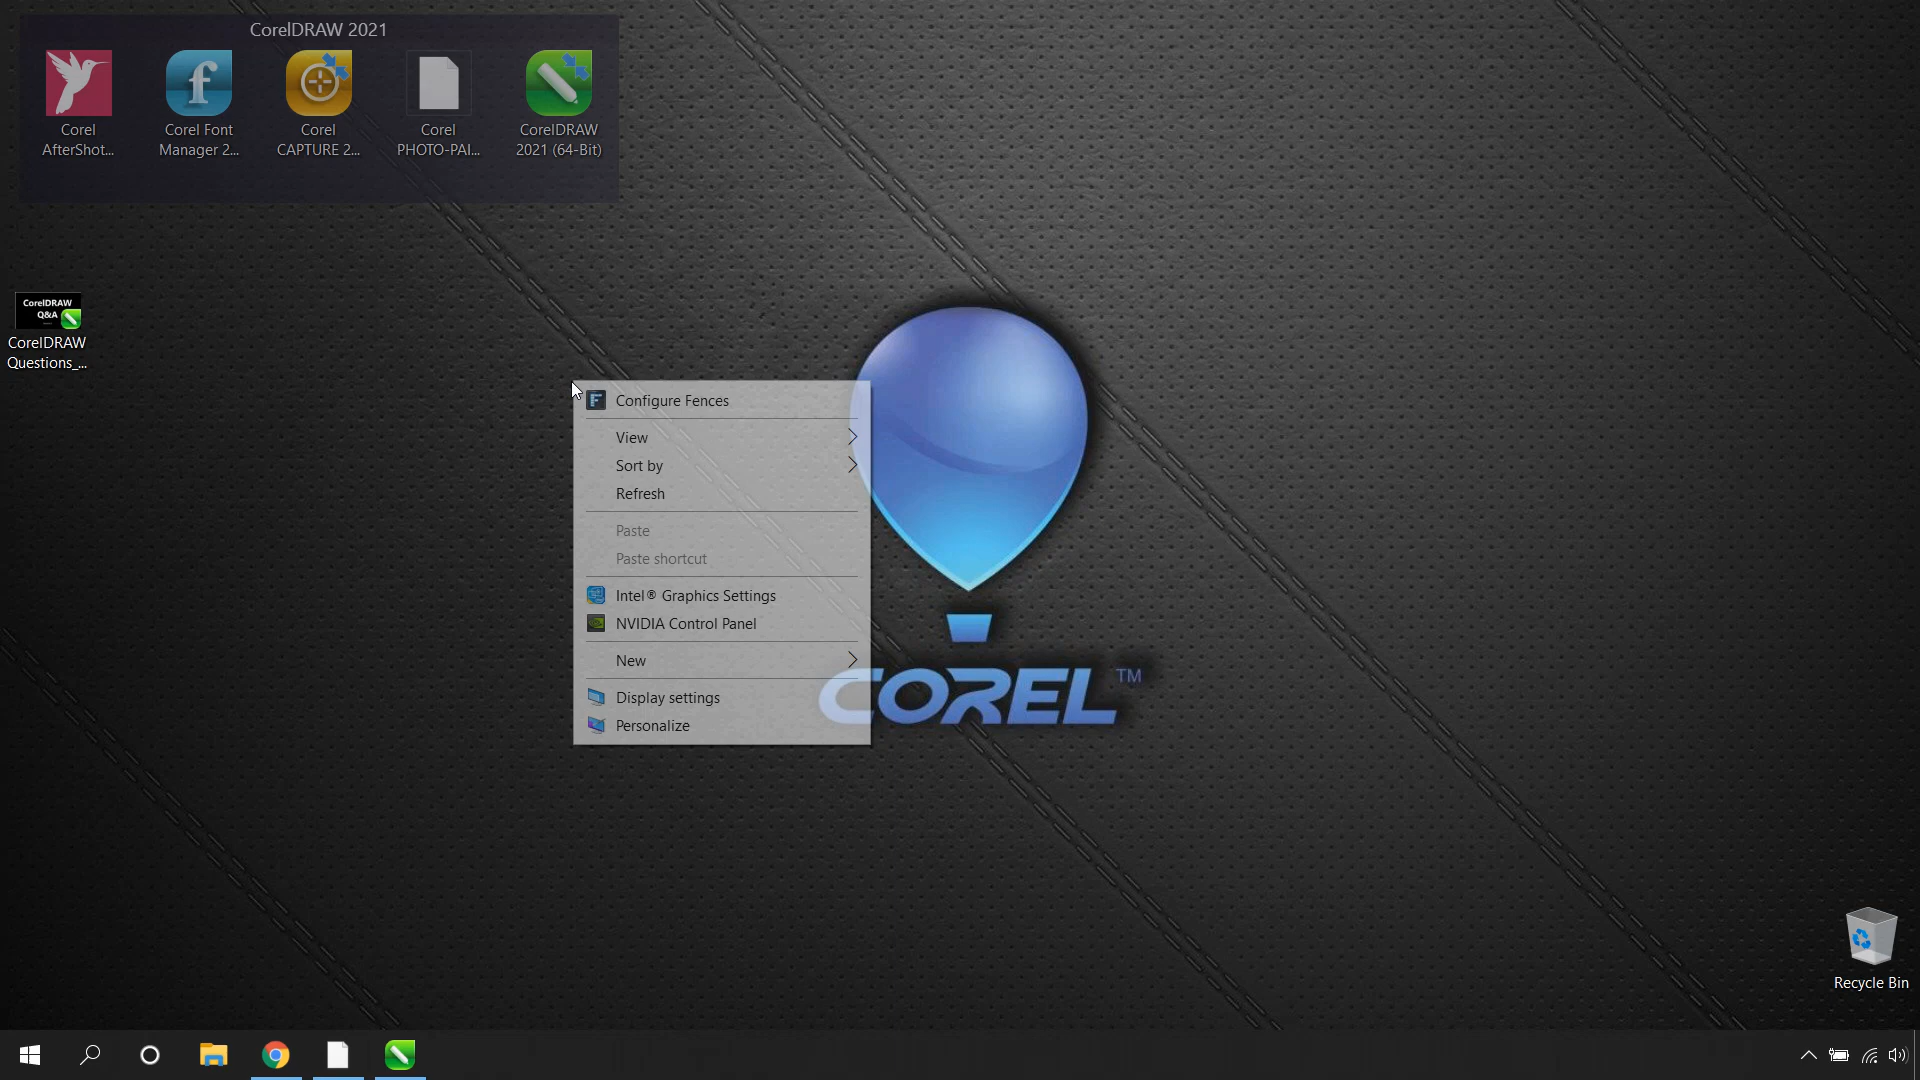 CorelDRAW 2021
Corel
AfterShot...
Corel Font
Manager 2...
Corel
CAPTURE 2...
Corel
PHOTO-PAI...
CorelDRAW
2021 (64-Bit)
CorelDRAW
Q&A
CorelDRAW
Questions_...
Configure Fences
View
Sort by
Refresh
Paste
Paste shortcut
Intel® Graphics Settings
NVIDIA Control Panel
New
Display settings
Personalize
COREL™
Recycle Bin